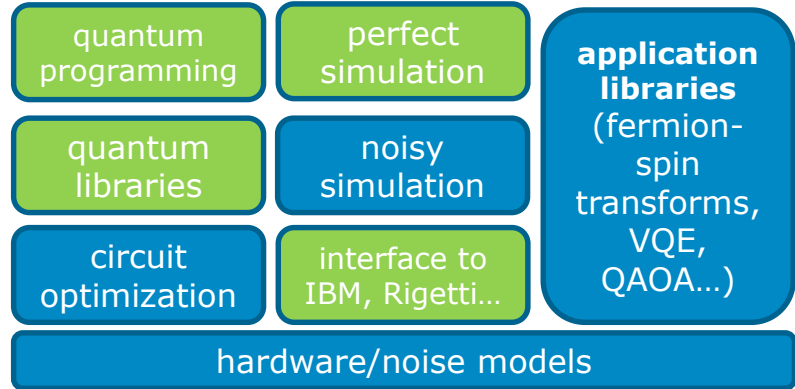 quantum
programming
perfect
simulation
quantum
libraries
noisy
simulation
circuit
optimization
interface to
IBM, Rigetti…
application
libraries
(fermion-
spin
transforms,
VQE,
QAOA…)
hardware/noise models